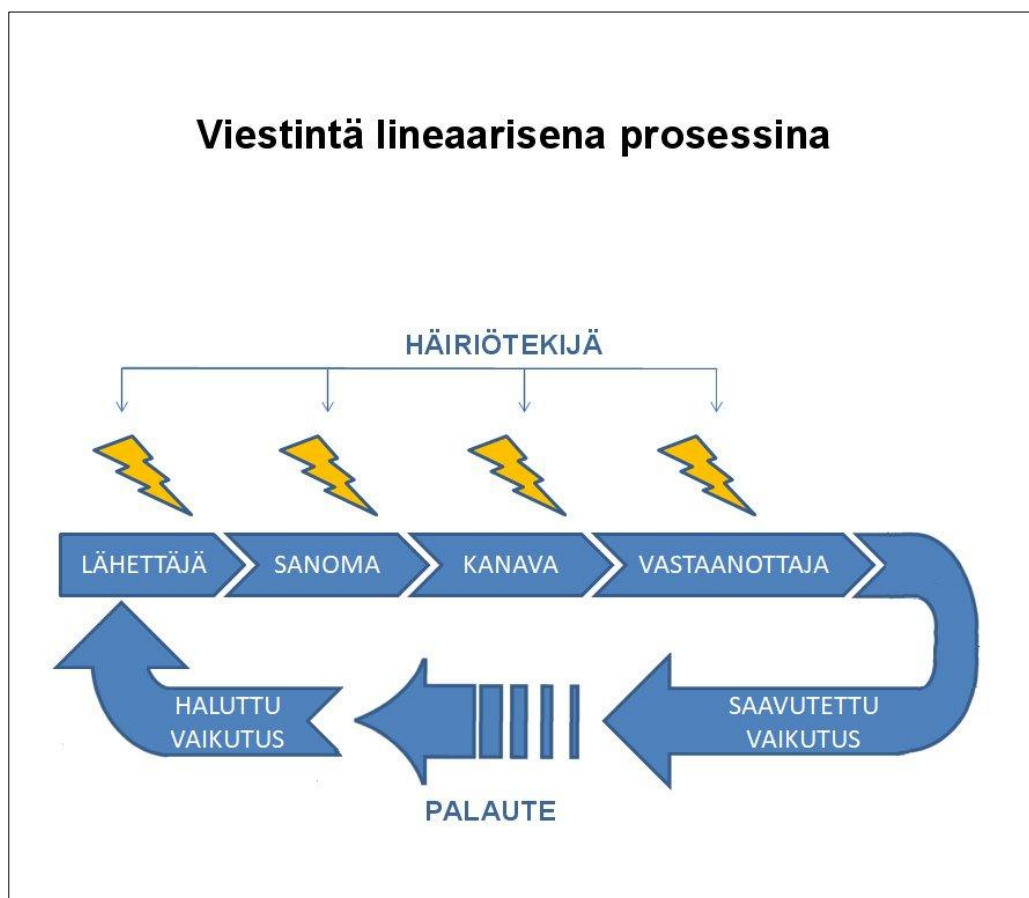 Viestintä lineaarisena prosessina
HÄIRIÖTEKIJÄ
LÄHETTÄJÄ
SANOMA
KANAVA
VASTAANOTTAJA
HALUTTU
VAIKUTUS
SAAVUTETTU
VAIKUTUS
PALAUTE